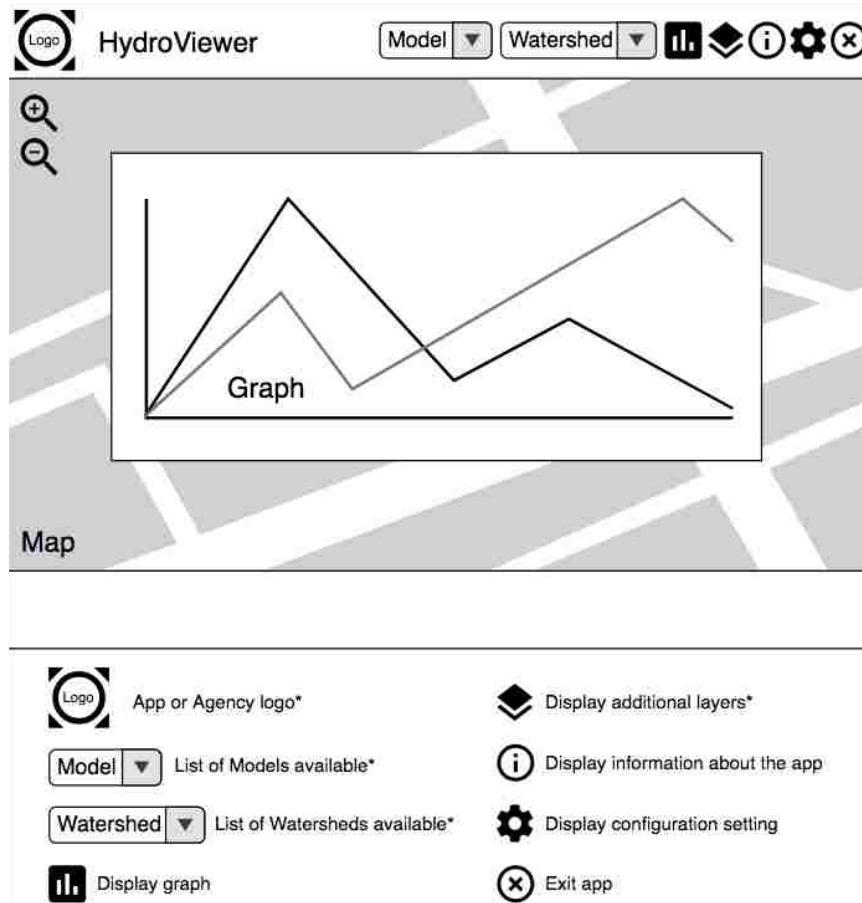 Logo HydroViewer Model Watershed
Graph
Map
Logo App or Agency logo* Display additional layers*
Model List of Models available* Display information about the app
Watershed List of Watersheds available* Display configuration setting
Display graph Exit app